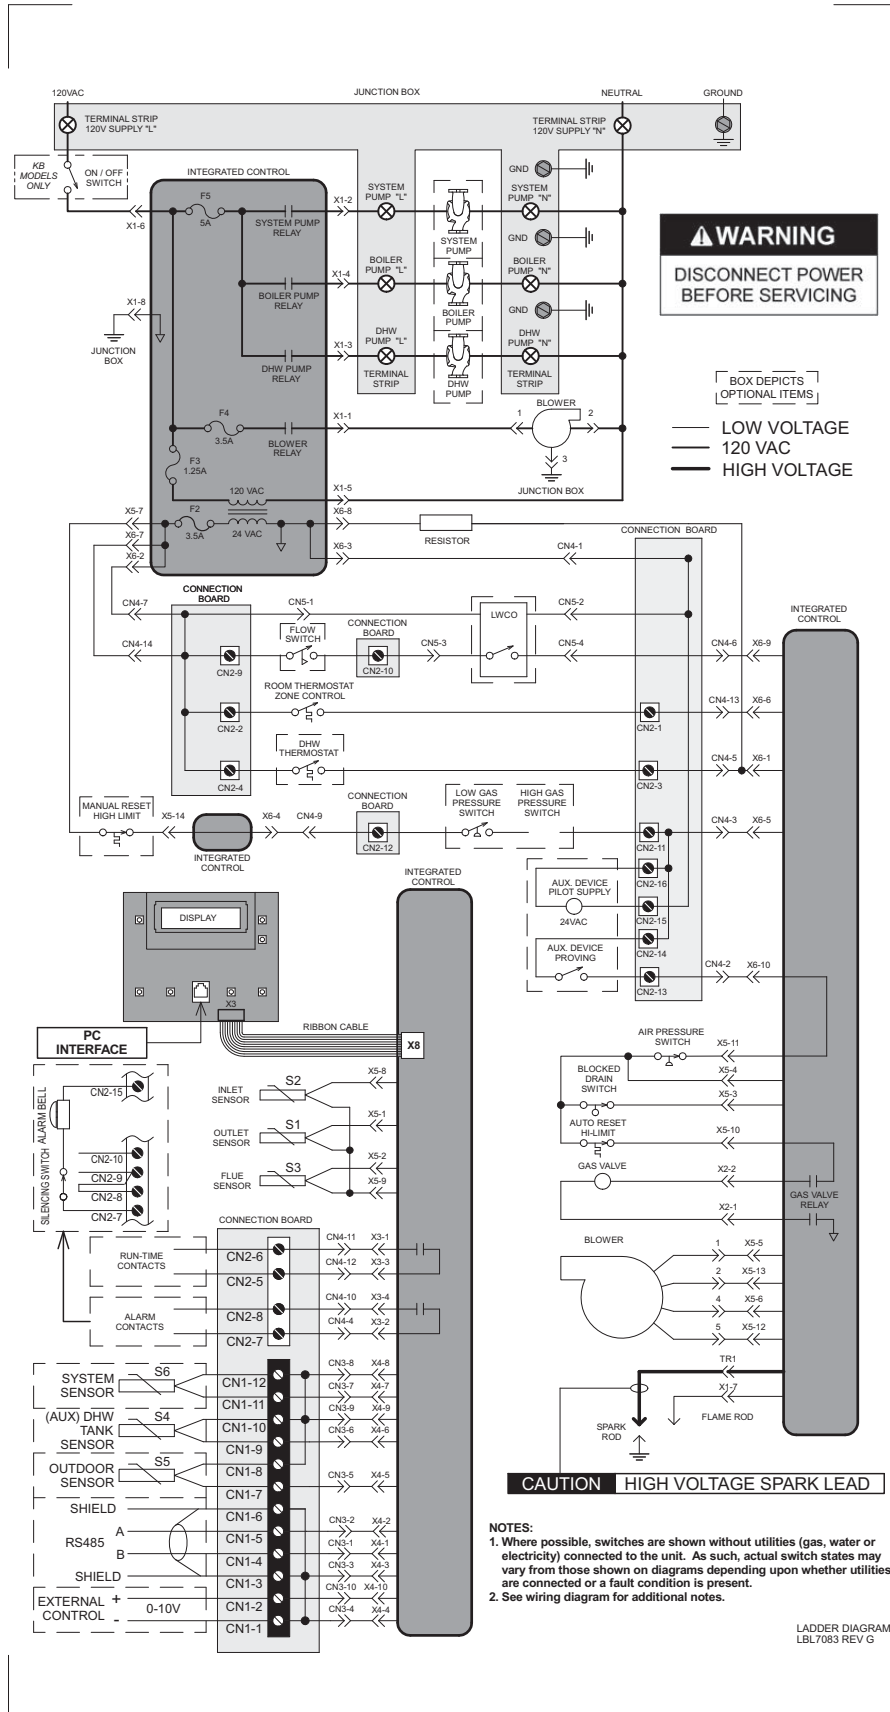 120VAC
JUNCTION BOX
NEUTRAL
GROUND
TERMINAL STRIP
120V SUPPLY "L"
TERMINAL STRIP
120V SUPPLY "N"
KB
MODELS
ONLY
ON / OFF
SWITCH
INTEGRATED CONTROL
F5
5A
X1-6
SYSTEM PUMP
RELAY
X1-2
SYSTEM
PUMP "L"
SYSTEM
PUMP
GND
SYSTEM
PUMP "N"
GND
BOILER PUMP
RELAY
X1-4
BOILER
PUMP "L"
BOILER
PUMP
BOILER
PUMP "N"
GND
X1-8
JUNCTION
BOX
DHW PUMP
RELAY
X1-3
DHW
PUMP "L"
TERMINAL
STRIP
DHW
PUMP
DHW
PUMP "N"
TERMINAL
STRIP
WARNING
DISCONNECT POWER
BEFORE SERVICING
BOX DEPICTS
OPTIONAL ITEMS
LOW VOLTAGE
120 VAC
HIGH VOLTAGE
F4
3.5A
BLOWER
RELAY
X1-1
BLOWER
1
2
3
JUNCTION BOX
F3
1.25A
120 VAC
X1-5
X5-7
F2
3.5A
24 VAC
X6-8
RESISTOR
X6-7
X6-2
X6-3
CN4-1
CONNECTION BOARD
CONNECTION
BOARD
CN4-7
CN5-1
CN5-2
LWCO
INTEGRATED
CONTROL
CN4-14
CN2-9
FLOW
SWITCH
CONNECTION
BOARD
CN2-10
CN5-3
CN5-4
CN4-6
X6-9
CN2-2
ROOM THERMOSTAT
ZONE CONTROL
CN2-1
CN4-13
X6-6
CN2-4
DHW
THERMOSTAT
CN2-3
CN4-5
X6-1
MANUAL RESET
HIGH LIMIT
X5-14
INTEGRATED
CONTROL
X6-4
CN4-9
CONNECTION
BOARD
CN2-12
LOW GAS
PRESSURE
SWITCH
HIGH GAS
PRESSURE
SWITCH
CN2-11
CN4-3
X6-5
CN2-16
AUX. DEVICE
PILOT SUPPLY
24VAC
CN2-15
CN2-14
AUX. DEVICE
PROVING
CN2-13
CN4-2
X6-10
INTEGRATED
CONTROL
DISPLAY
X3
RIBBON CABLE
X8
PC
INTERFACE
AIR PRESSURE
SWITCH
X5-11
X5-4
BLOCKED
DRAIN
SWITCH
X5-3
AUTO RESET
HI-LIMIT
X5-10
GAS VALVE
X2-2
GAS VALVE
RELAY
X2-1
INLET
SENSOR
S2
X5-8
OUTLET
SENSOR
S1
X5-1
FLUE
SENSOR
S3
X5-2
X5-9
SILENCING SWITCH
ALARM BELL
CN2-15
CN2-10
CN2-9
CN2-8
CN2-7
BLOWER
1
X5-5
2
X5-13
4
X5-6
5
X5-12
CONNECTION BOARD
RUN-TIME
CONTACTS
CN2-6
CN4-11
X3-1
CN2-5
CN4-12
X3-3
ALARM
CONTACTS
CN2-8
CN4-10
X3-4
CN2-7
CN4-4
X3-2
SYSTEM
SENSOR
S6
CN1-12
CN3-8
X4-8
CN1-11
CN3-7
X4-7
(AUX) DHW
TANK
SENSOR
S4
CN1-10
CN3-9
X4-9
CN1-9
CN3-6
X4-6
OUTDOOR
SENSOR
S5
CN1-8
CN1-7
CN3-5
X4-5
SHIELD
CN1-6
RS485
A
CN1-5
CN3-2
X4-2
B
CN1-4
CN3-1
X4-1
SHIELD
CN1-3
CN3-3
X4-3
EXTERNAL
CONTROL
+
-
0-10V
CN1-2
CN3-10
X4-10
CN1-1
CN3-4
X4-4
TR1
X1-7
SPARK
ROD
FLAME ROD
CAUTION HIGH VOLTAGE SPARK LEAD
NOTES:
1. Where possible, switches are shown without utilities (gas, water or
electricity) connected to the unit. As such, actual switch states may
vary from those shown on diagrams depending upon whether utilities
are connected or a fault condition is present.
2. See wiring diagram for additional notes.
LADDER DIAGRAM
LBL7083 REV G